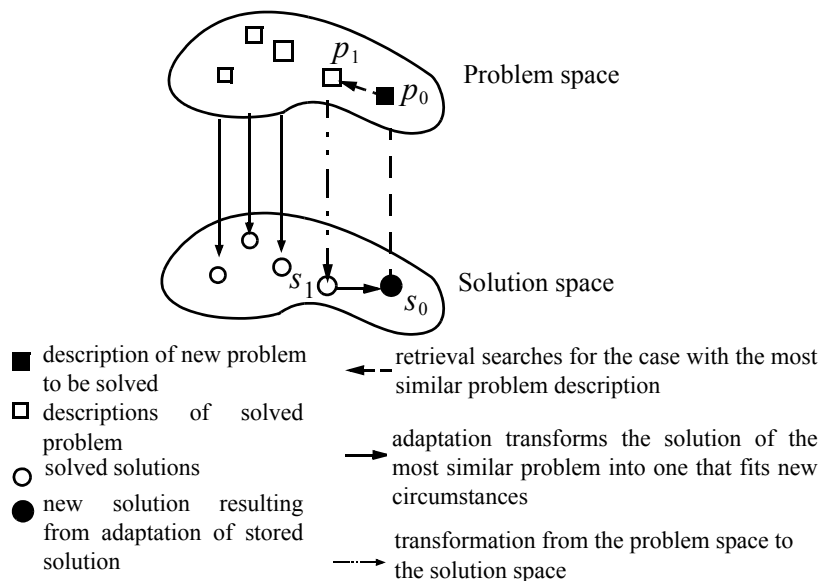 p1
p0
Problem space
s1
s0
Solution space
description of new problem
to be solved
descriptions of solved
problem
solved solutions
new solution resulting
from adaptation of stored
solution
retrieval searches for the case with the most
similar problem description
adaptation transforms the solution of the
most similar problem into one that fits new
circumstances
transformation from the problem space to
the solution space